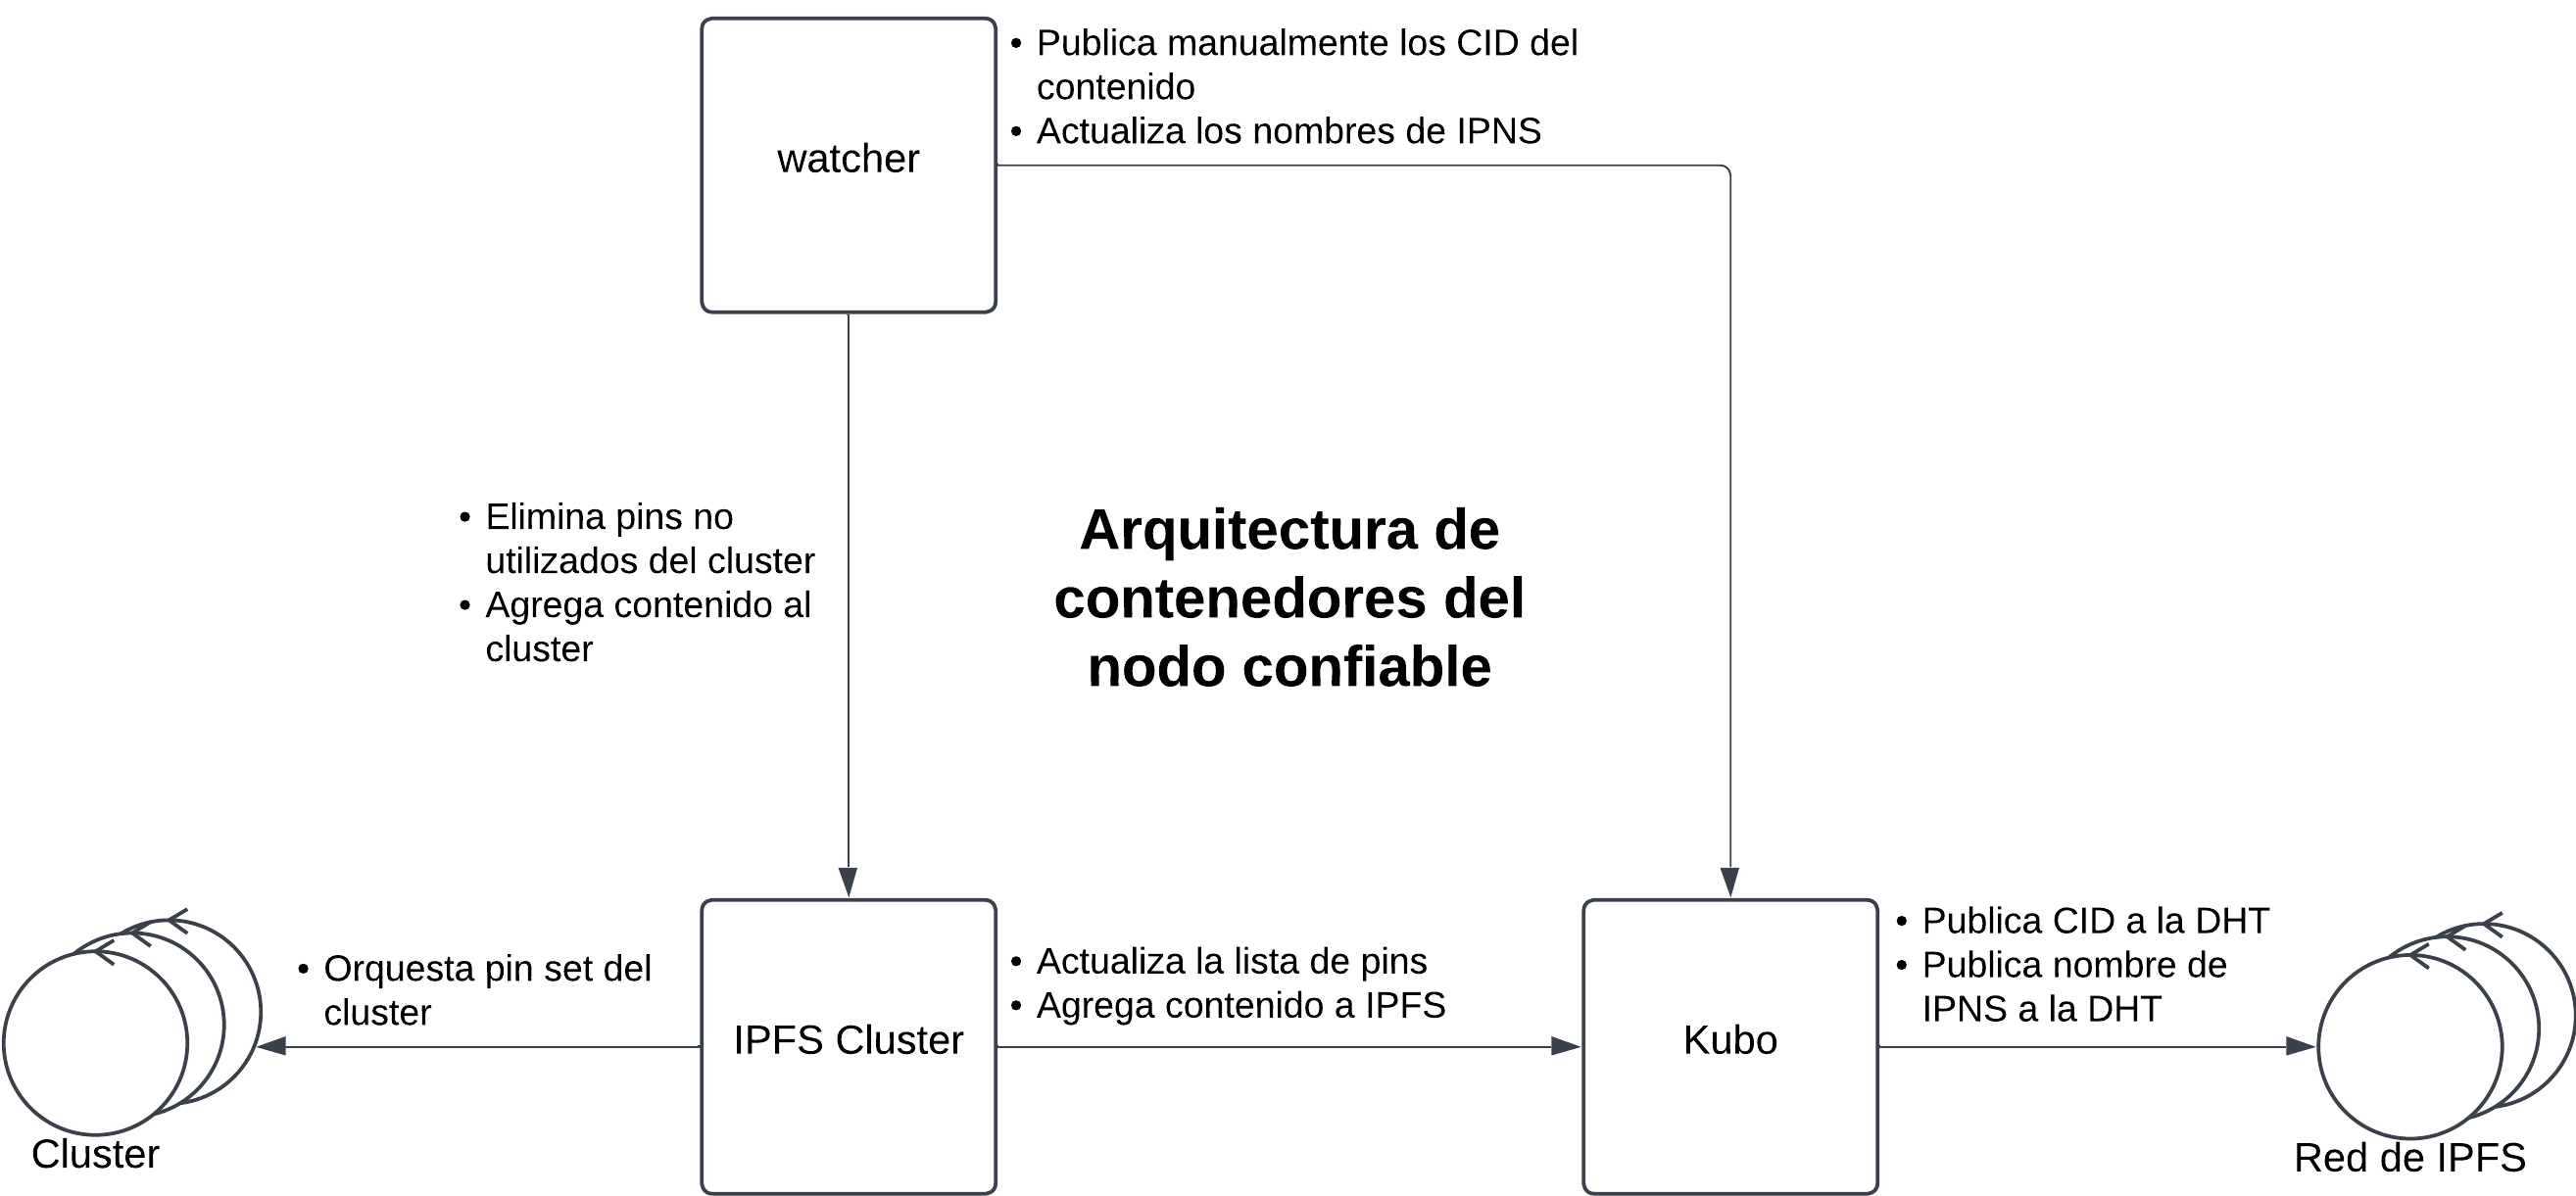 watcher
• Publica manualmente los CID del
contenido
• Actualiza los nombres de IPNS
• Elimina pins no
utilizados del cluster
• Agrega contenido al
cluster
Arquitectura de
contenedores del
nodo confiable
Cluster
• Orquesta pin set del
cluster
IPFS Cluster
• Actualiza la lista de pins
• Agrega contenido a IPFS
Kubo
• Publica CID a la DHT
• Publica nombre de
IPNS a la DHT
Red de IPFS